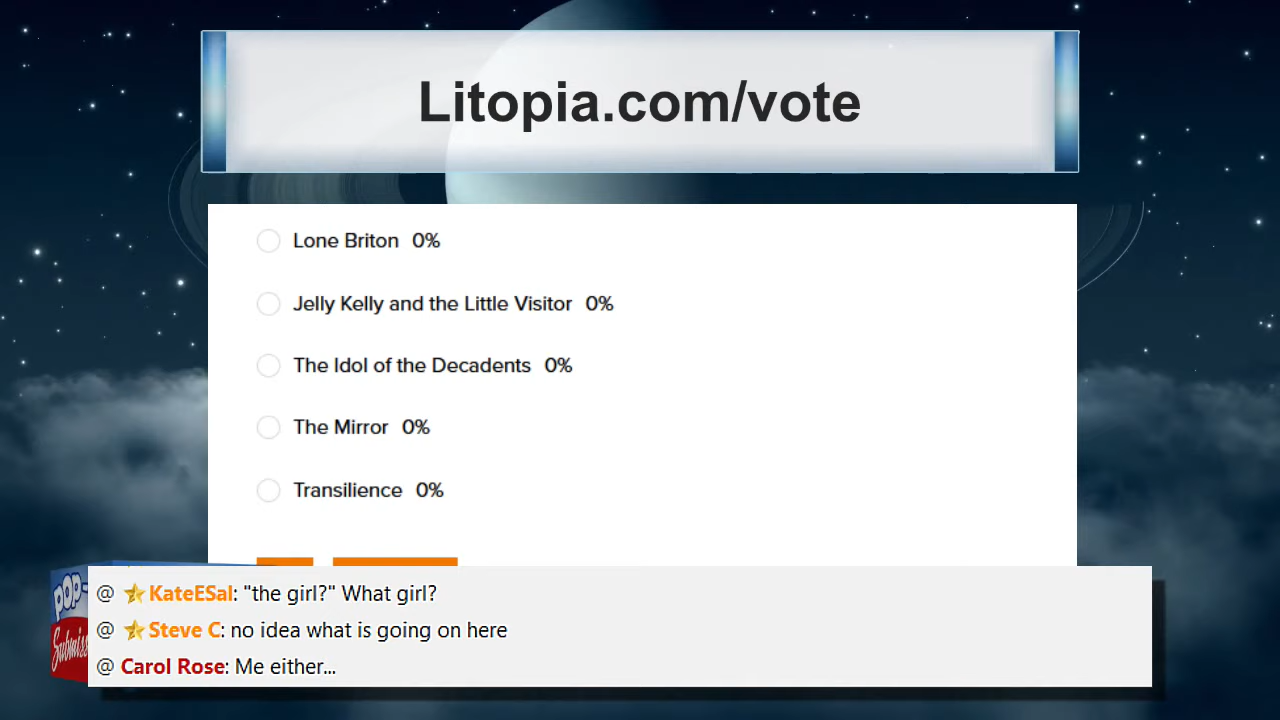 Litopia.com/vote
Lone Briton 0%
Jelly Kelly and the Little Visitor 0%
The Idol of the Decadents 0%
The Mirror 0%
Transilience 0%
POP-
Submiss
@ KateESal: "the girl?" What girl?
@ Steve C: no idea what is going on here
@ Carol Rose: Me either...